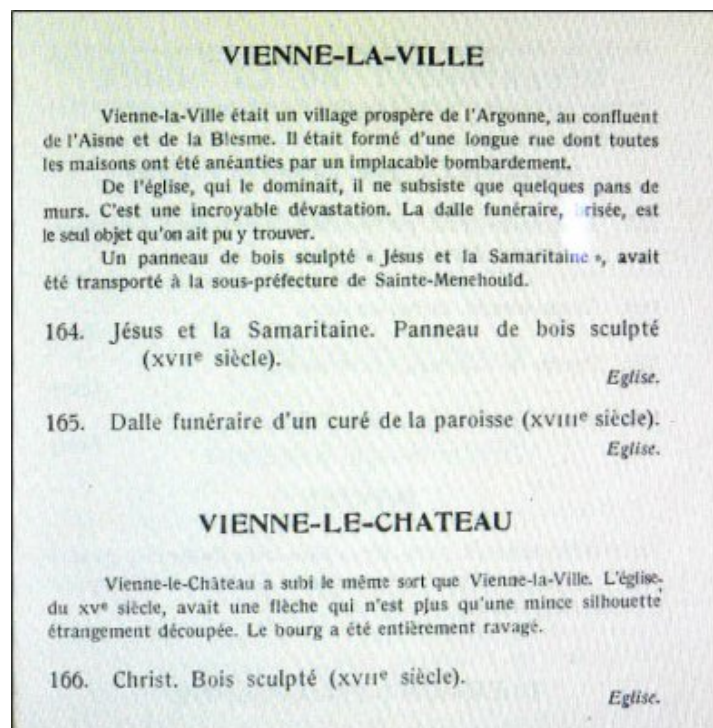 VIENNE-LA-VILLE
Vienne-la-Ville était un village prospère de l'Argonne, au confluent
de l'Aisne et de la Biesme. Il était formé d'une longue rue dont toutes
les maisons ont été anéanties par un implacable bombardement.
De l'église, qui le dominait, il ne subsiste que quelques pans de
murs. C'est une incroyable dévastation. La dalle funéraire, brisée, est
le seul objet qu'on ait pu y trouver.
Un panneau de bois sculpté « Jésus et la Samaritaine », avait
été transporté à la sous-préfecture de Sainte-Menehould.
164. Jésus et la Samaritaine. Panneau de bois sculpté
(XVIIe siècle).
Eglise.
165. Dalle funéraire d'un curé de la paroisse (XVIIIe siècle).
Eglise.
VIENNE-LE-CHATEAU
Vienne-le-Château a subi le même sort que Vienne-la-Ville. L'église,
du XVe siècle, avait une flèche qui n'est plus qu'une mince silhouette
étrangement découpée. Le bourg a été entièrement ravagé.
166. Christ. Bois sculpté (XVIIe siècle).
Eglise.